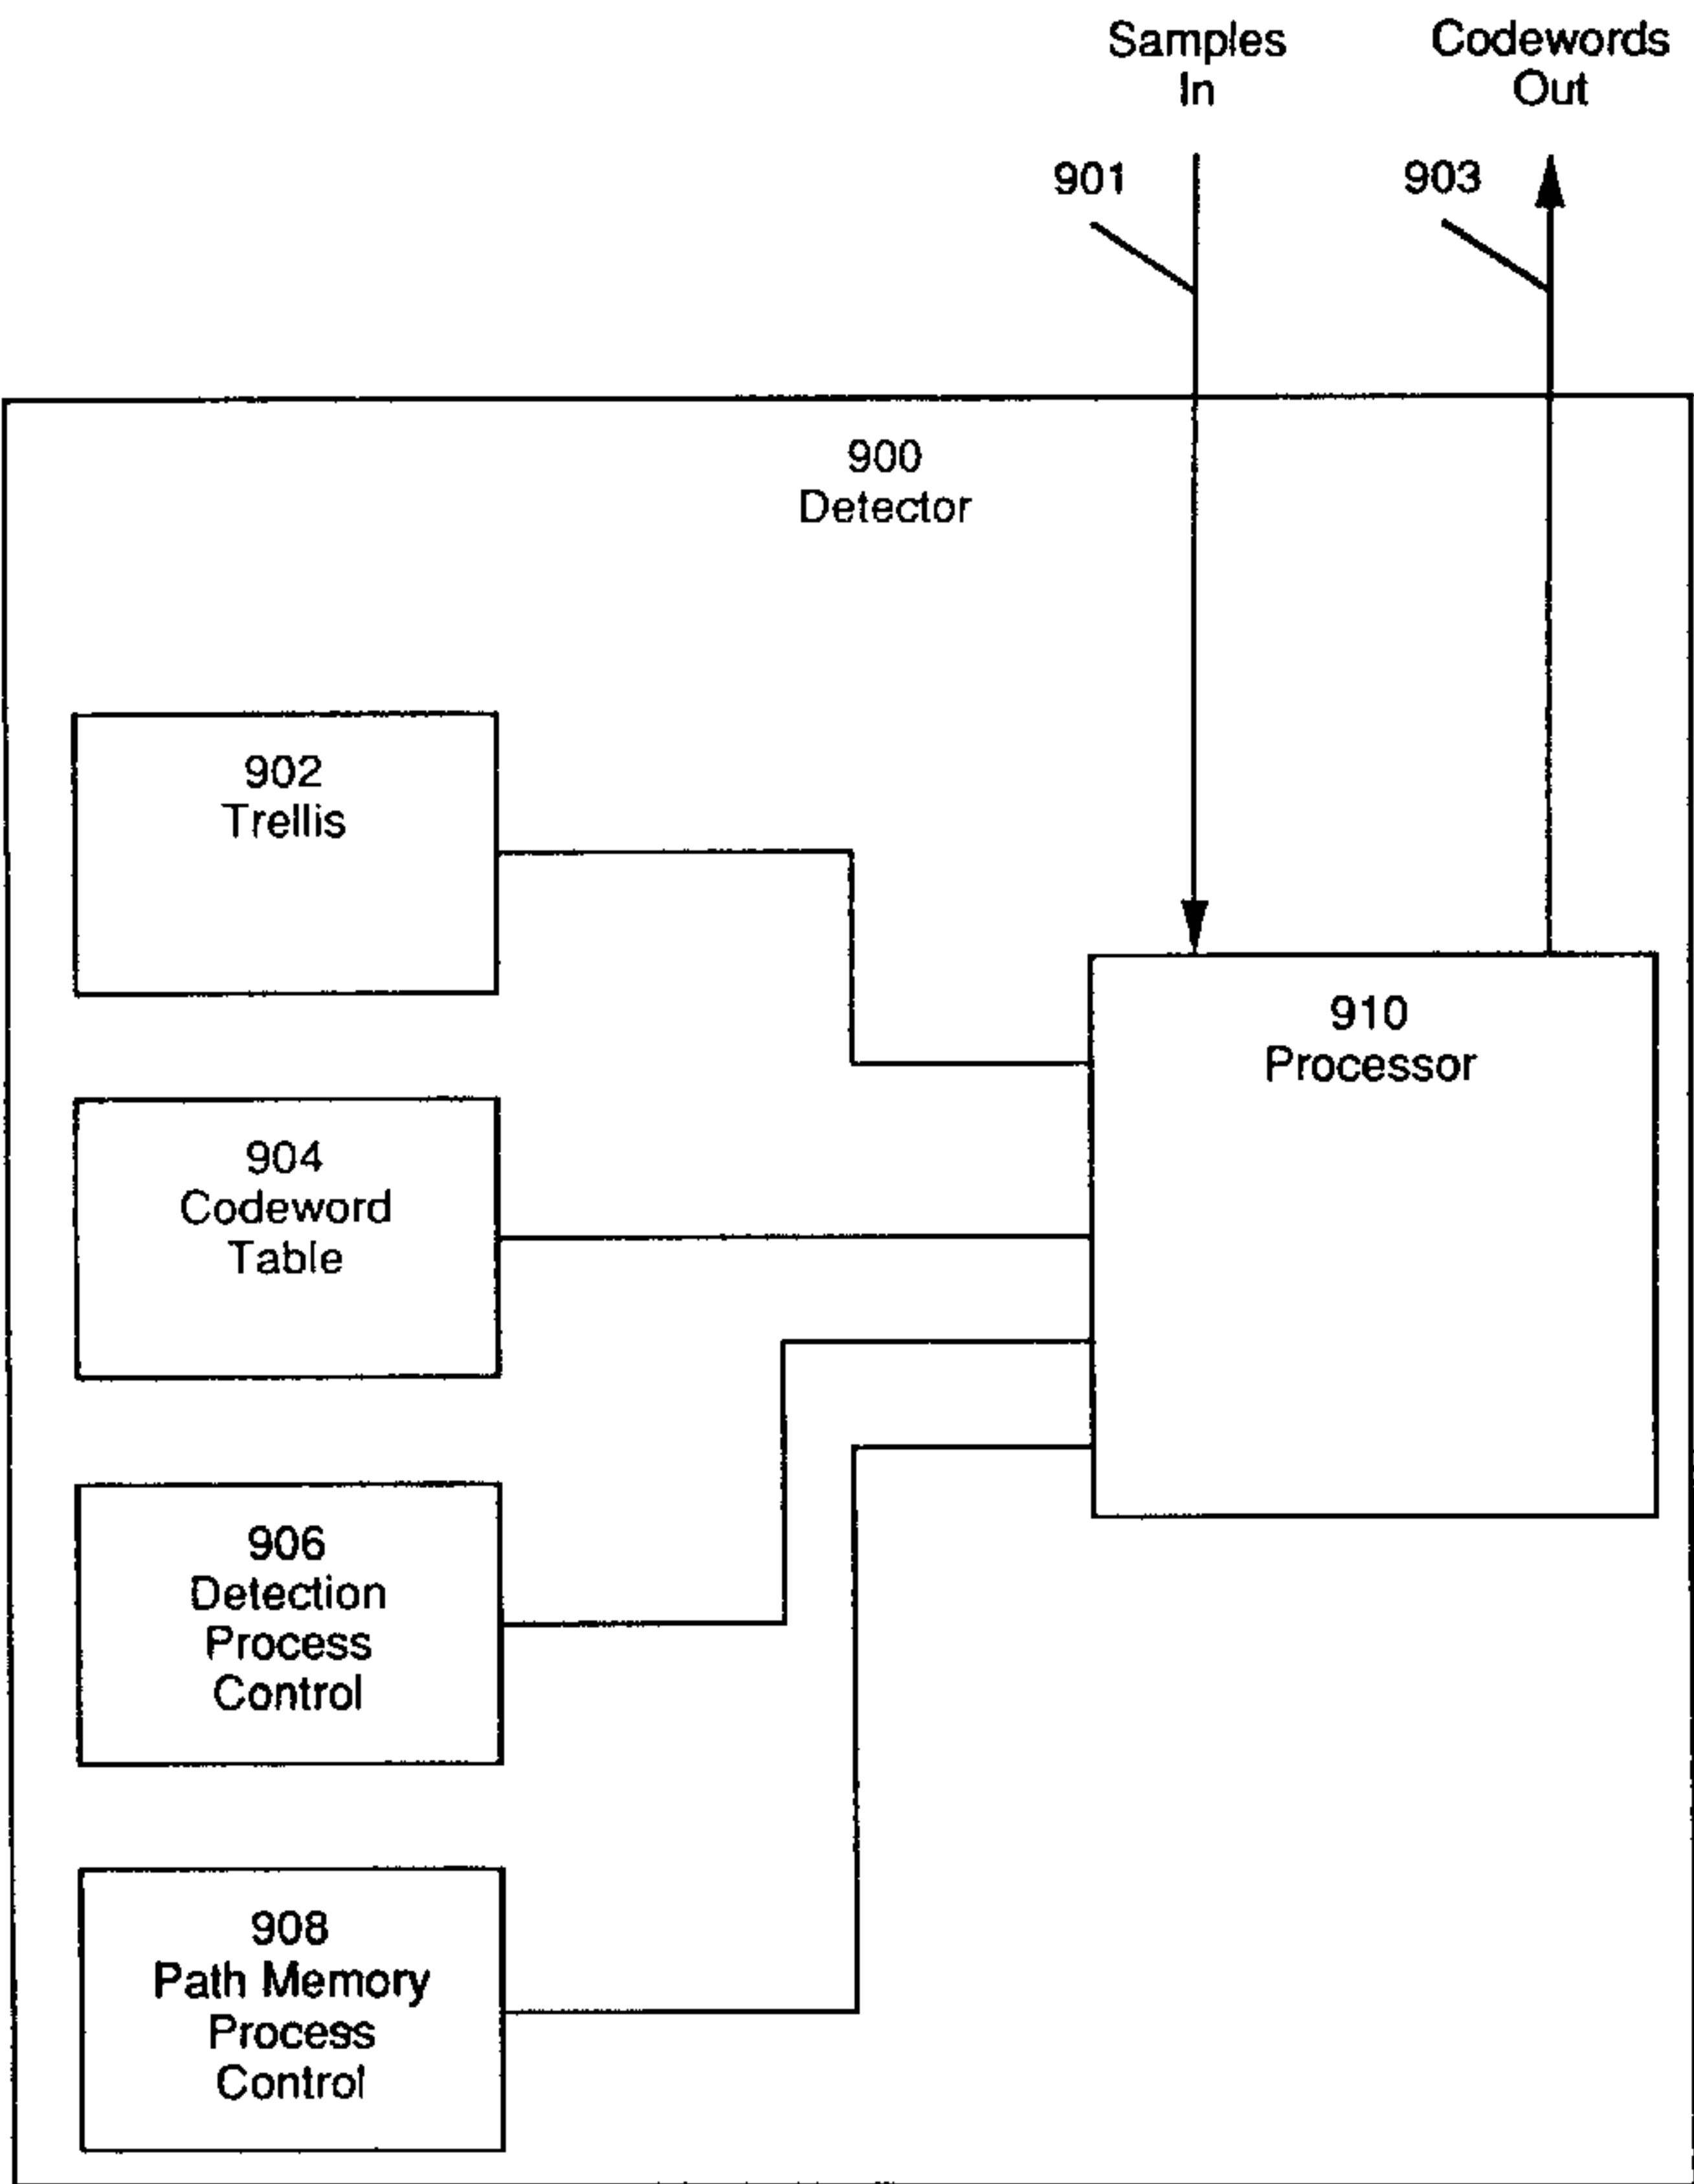 Samples
In
Codewords
Out
901
903
900
Detector
902
Trellis
910
Processor
904
Codeword
Table
906
Detection
Process
Control
908
Path Memory
Process
Control